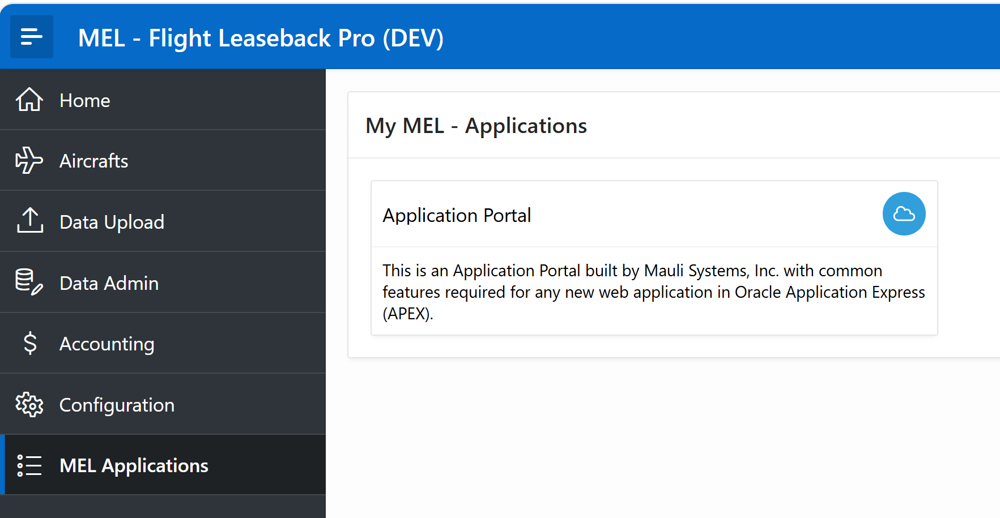 MEL - Flight Leaseback Pro (DEV)
Home
Aircrafts
Data Upload
Data Admin
Accounting
Configuration
MEL Applications
My MEL - Applications
Application Portal
This is an Application Portal built by Mauli Systems, Inc. with common
features required for any new web application in Oracle Application Express
(APEX).